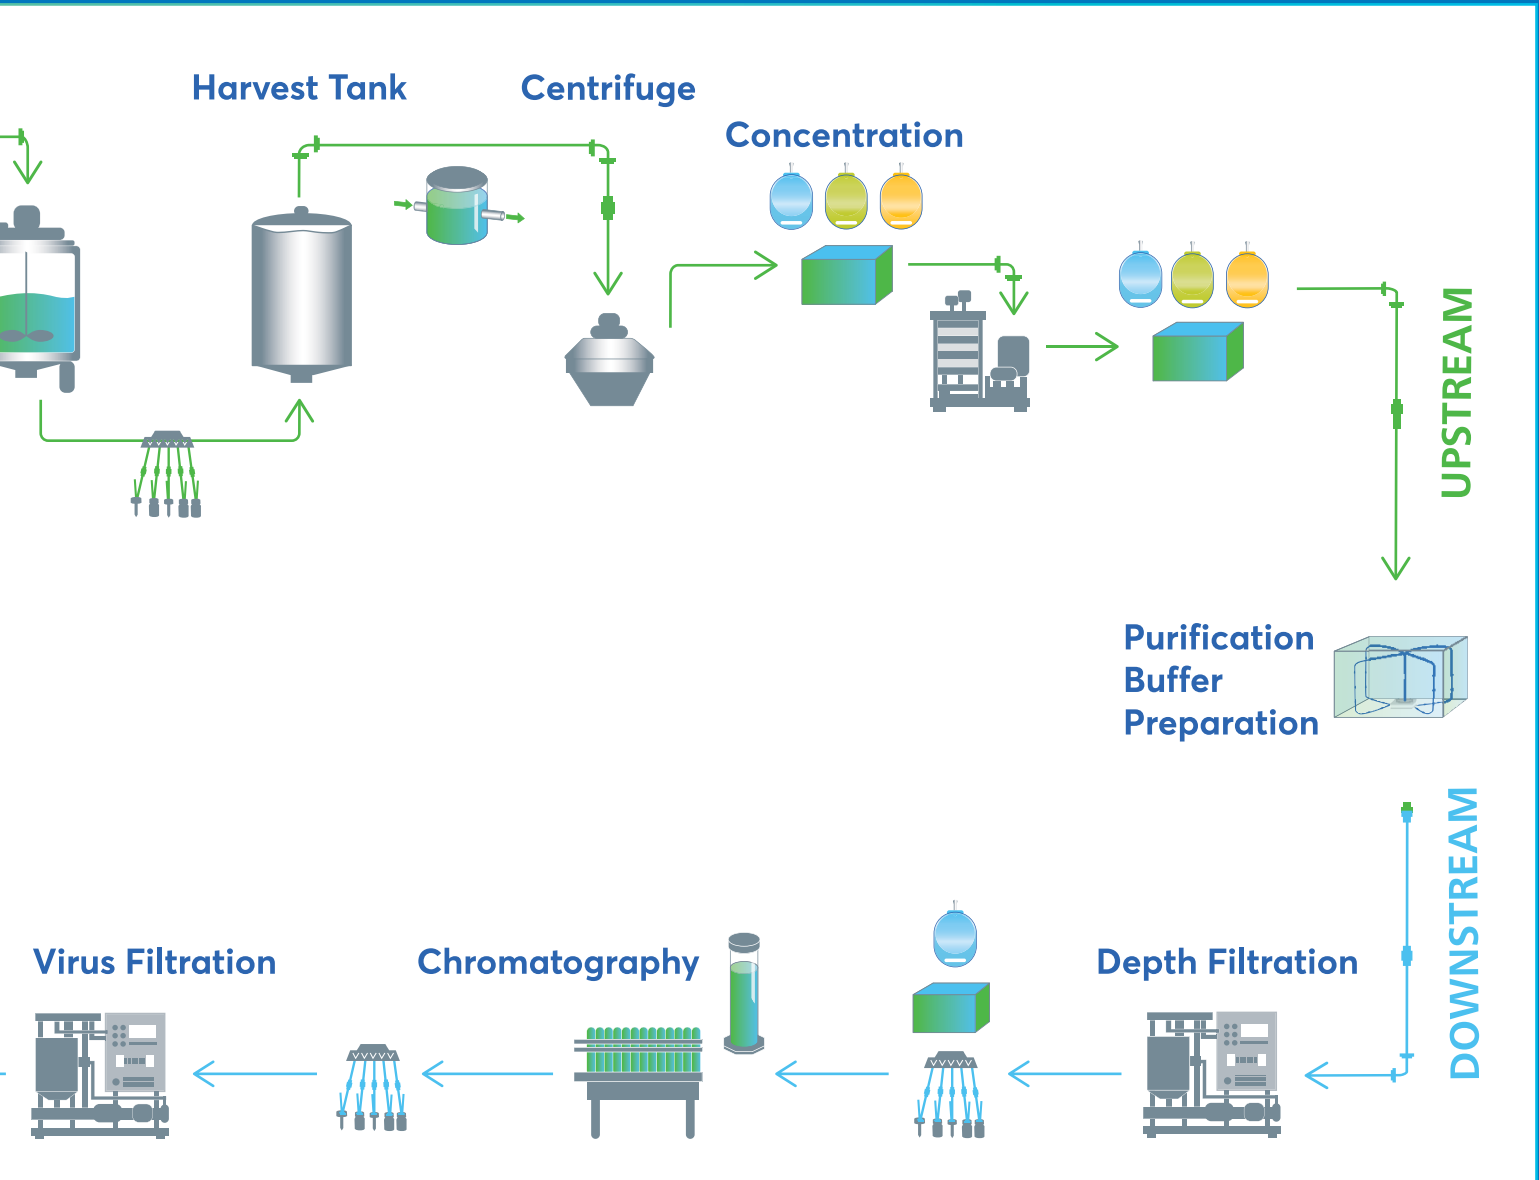 Harvest Tank
Centrifuge
Concentration
UPSTREAM
Purification
Buffer
Preparation
DOWNSTREAM
Virus Filtration
Chromatography
Depth Filtration